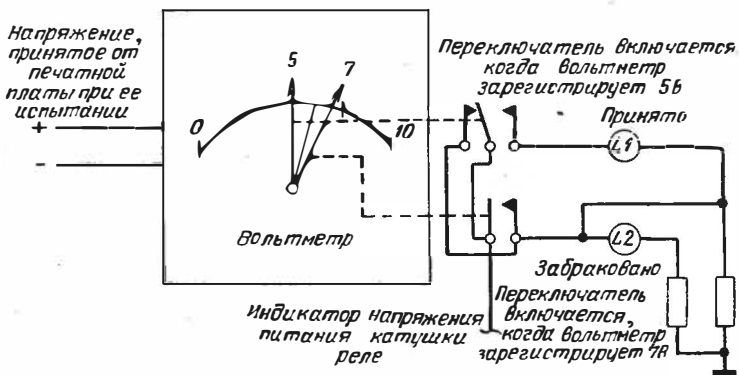 Напряжение,
принятое от
печатной
платы при ее
испытании
+
-
5
7
0
10
Вольтметр
Переключатель включается
когда вольтметр
зарегистрирует 5В
Принято
L1
L2
Забраковано
Переключатель
включается,
когда вольтметр
зарегистрирует 7В
Индикатор напряжения
питания катушки
реле